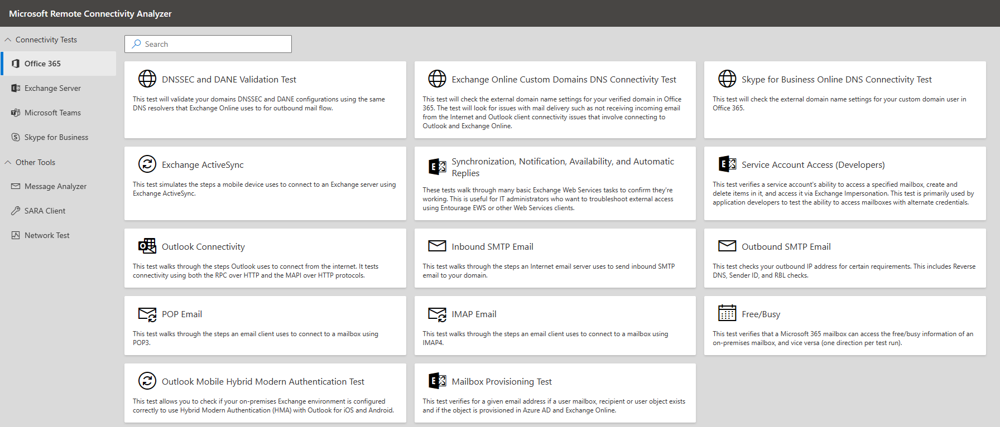 Microsoft Remote Connectivity Analyzer
Connectivity Tests
Office 365
Exchange Server
Microsoft Teams
Skype for Business
Other Tools
Message Analyzer
SARA Client
Network Test
Search
DNSSEC and DANE Validation Test
This test will validate your domains DNSSEC and DANE configurations using the same
DNS resolvers that Exchange Online uses to for outbound mail flow.
Exchange Online Custom Domains DNS Connectivity Test
This test will check the external domain name settings for your verified domain in Office
365. The test will look for issues with mail delivery such as not receiving incoming email
from the Internet and Outlook client connectivity issues that involve connecting to
Outlook and Exchange Online.
Skype for Business Online DNS Connectivity Test
This test will check the external domain name settings for your custom domain user in
Office 365.
Exchange ActiveSync
This test simulates the steps a mobile device uses to connect to an Exchange server using
Exchange ActiveSync.
Synchronization, Notification, Availability, and Automatic
Replies
These tests walk through many basic Exchange Web Services tasks to confirm they're
working. This is useful for IT administrators who want to troubleshoot external access
using Entourage EWS or other Web Services clients.
Service Account Access (Developers)
This test verifies a service account's ability to access a specified mailbox, create and
delete items in it, and access it via Exchange Impersonation. This test is primarily used by
application developers to test the ability to access mailboxes with alternate credentials.
Outlook Connectivity
This test walks through the steps Outlook uses to connect from the internet. It tests
connectivity using both the RPC over HTTP and the MAPI over HTTP protocols.
Inbound SMTP Email
This test walks through the steps an Internet email server uses to send inbound SMTP
email to your domain.
Outbound SMTP Email
This test checks your outbound IP address for certain requirements. This includes Reverse
DNS, Sender ID, and RBL checks.
POP Email
This test walks through the steps an email client uses to connect to a mailbox using
POP3.
IMAP Email
This test walks through the steps an email client uses to connect to a mailbox using
IMAP4.
Free/Busy
This test verifies that a Microsoft 365 mailbox can access the free/busy information of an
on-premises mailbox, and vice versa (one direction per test run).
Outlook Mobile Hybrid Modern Authentication Test
This test allows you to check if your on-premises Exchange environment is configured
correctly to use Hybrid Modern Authentication (HMA) with Outlook for iOS and Android.
Mailbox Provisioning Test
This test verifies for a given email address if a user mailbox, recipient or user object exists
and if the object is provisioned in Azure AD and Exchange Online.